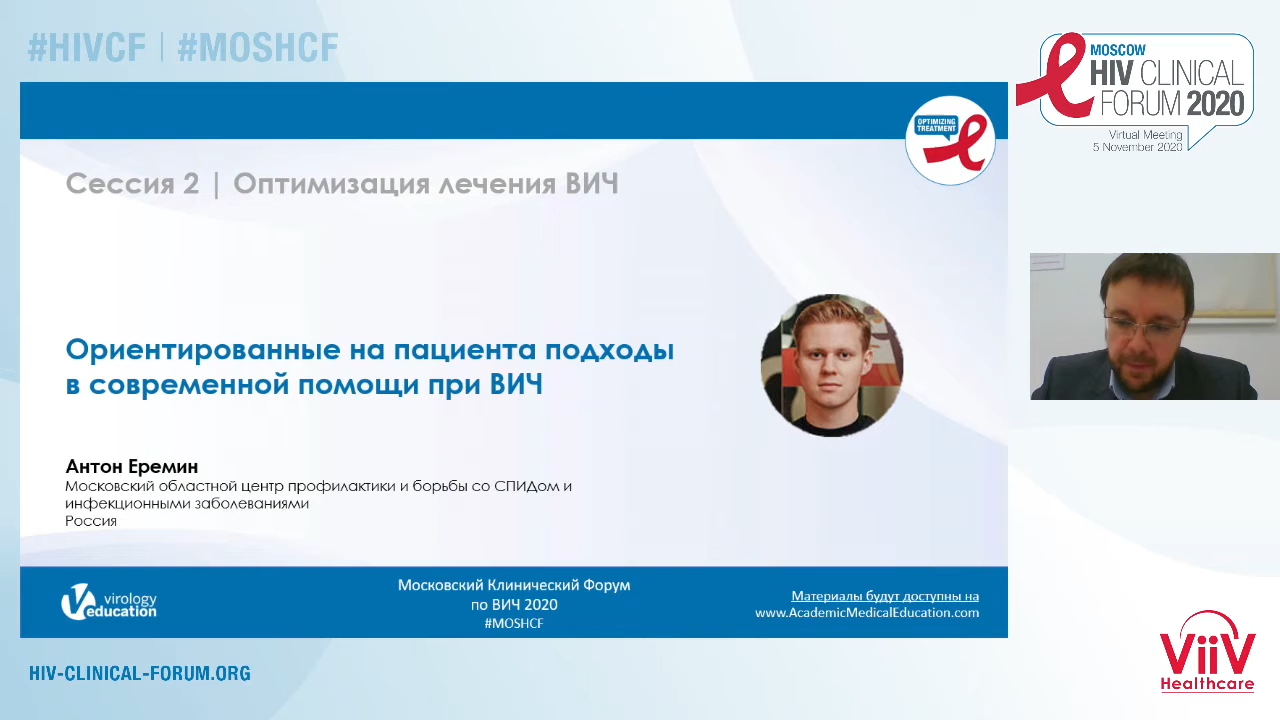 #HIVCF | #MOSHCF
MOSCOW
HIV CLINICAL
FORUM 2020
Virtual Meeting
5 November 2020
OPTIMIZING
TREATMENT
Сессия 2 | Оптимизация лечения ВИЧ
Ориентированные на пациента подходы
в современной помощи при ВИЧ
Антон Еремин
Московский областной центр профилактики и борьбы со СПИДом и
инфекционными заболеваниями
Россия
virology
education
Московский Клинический Форум
по ВИЧ 2020
#MOSHCF
Материалы будут доступны на
www.AcademicMedicalEducation.com
HIV-CLINICAL-FORUM.ORG
ViiV
Healthcare